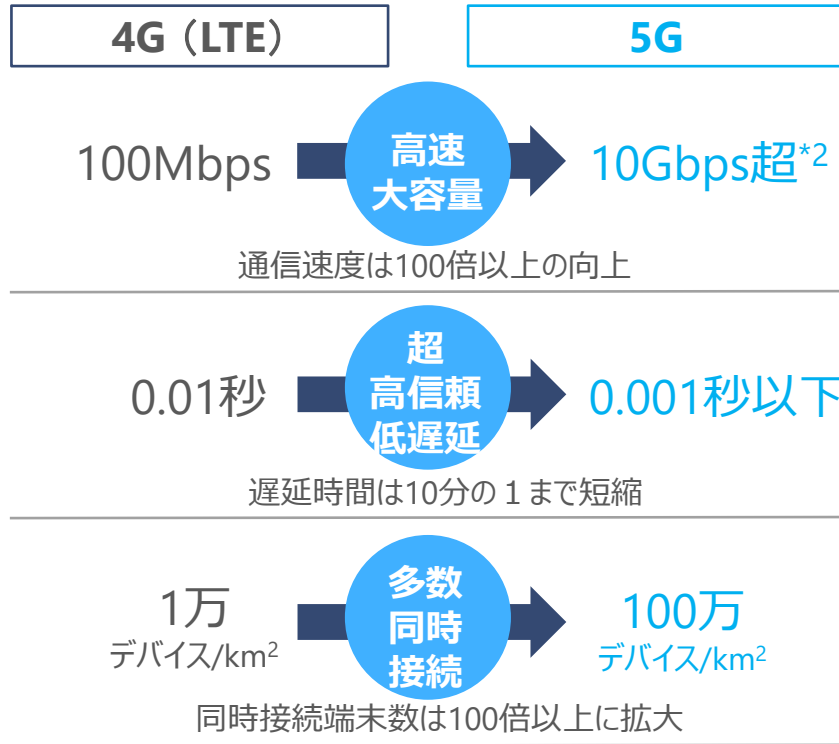 4G（LTE）
5G
100Mbps
高速
大容量
10Gbps超*2
通信速度は100倍以上の向上
0.01秒
超
高信頼
低遅延
0.001秒以下
遅延時間は10分の１まで短縮
1万
デバイス/km2
多数
同時
接続
100万
デバイス/km2
同時接続端末数は100倍以上に拡大